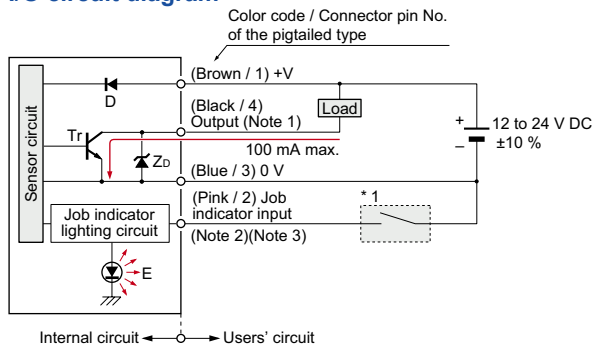 I/O circuit diagram
Color code / Connector pin No.
of the pigtailed type
(Brown / 1) +V
D
(Black / 4)
Output (Note 1)
Load
Tr
ZD
100 mA max.
+
12 to 24 V DC
–
±10 %
Sensor circuit
(Blue / 3) 0 V
(Pink / 2) Job
indicator input
* 1
Job indicator
lighting circuit
(Note 2)(Note 3)
E
Internal circuit
Users' circuit